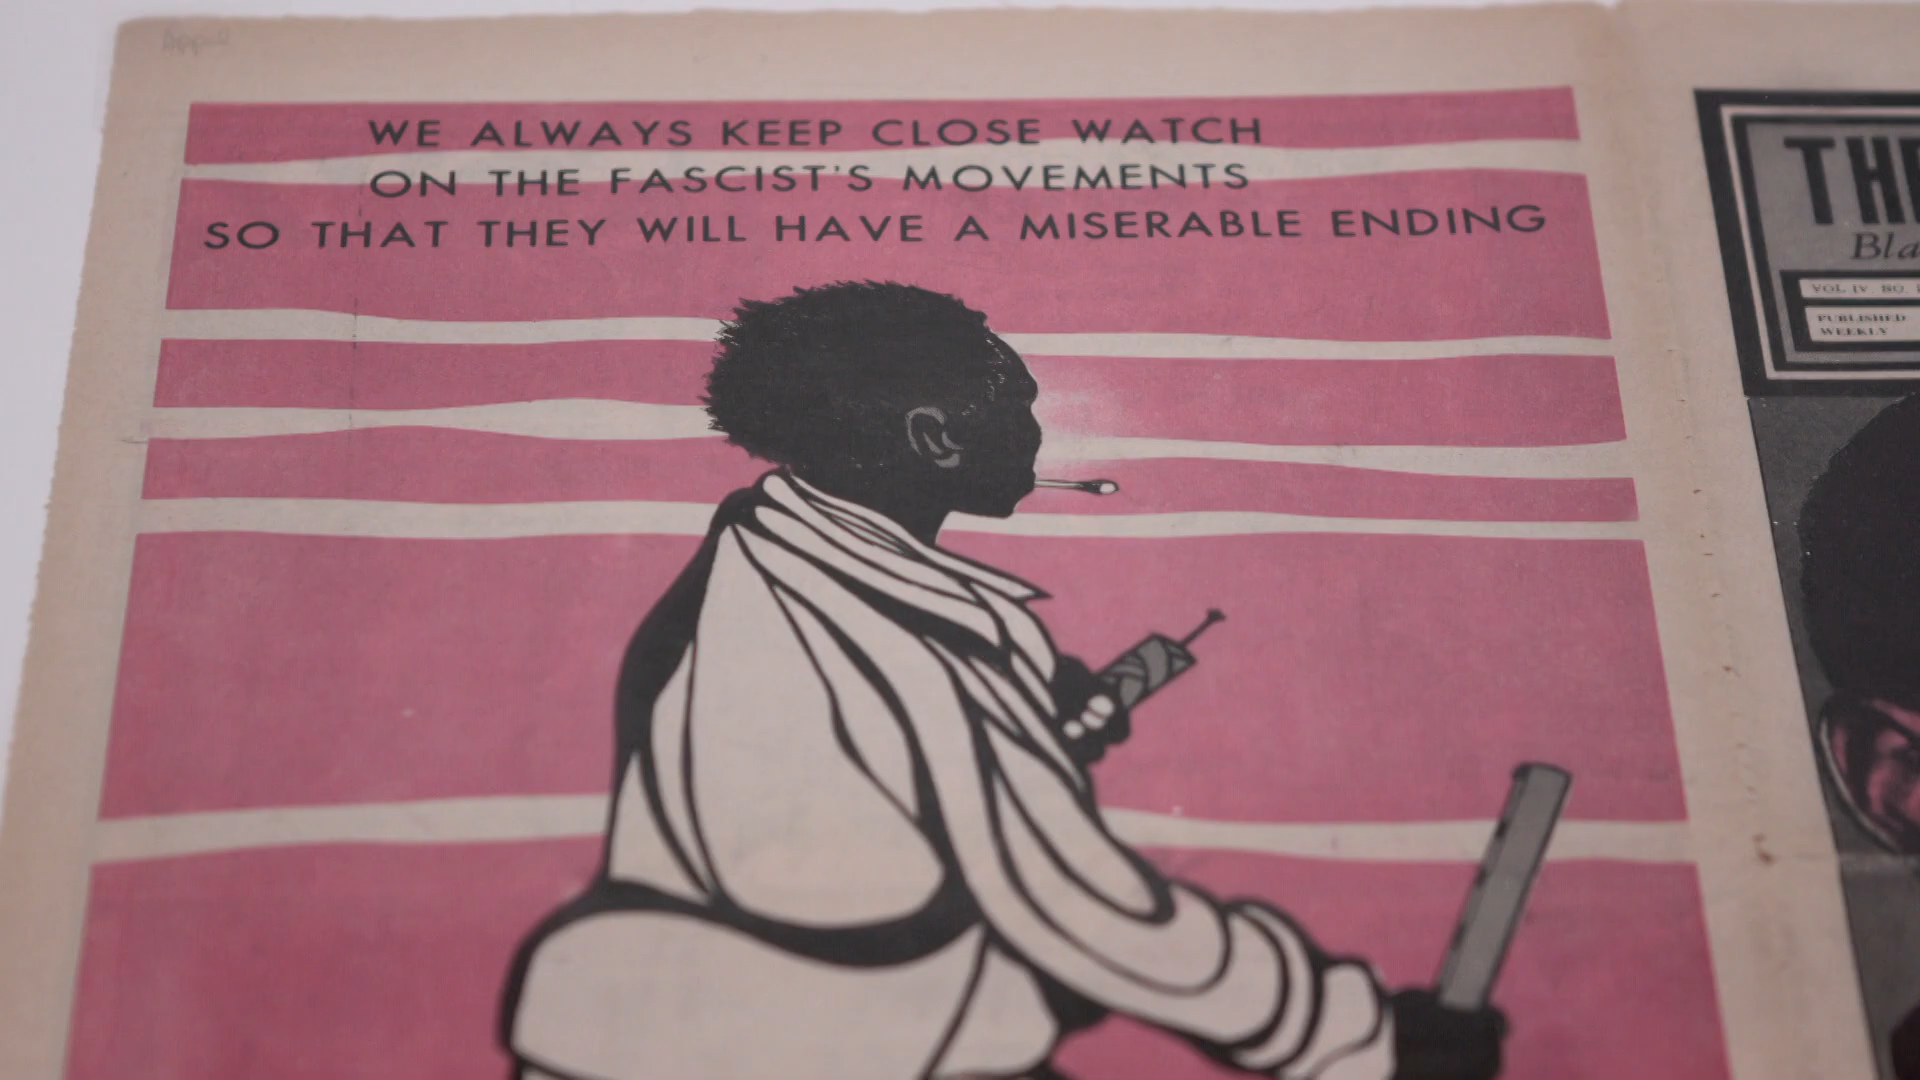 WE ALWAYS KEEP CLOSE WATCH
ON THE FASCIST'S MOVEMENTS
SO THAT THEY WILL HAVE A MISERABLE ENDING
VOL. IV. NO.
PUBLISHED
WEEKLY